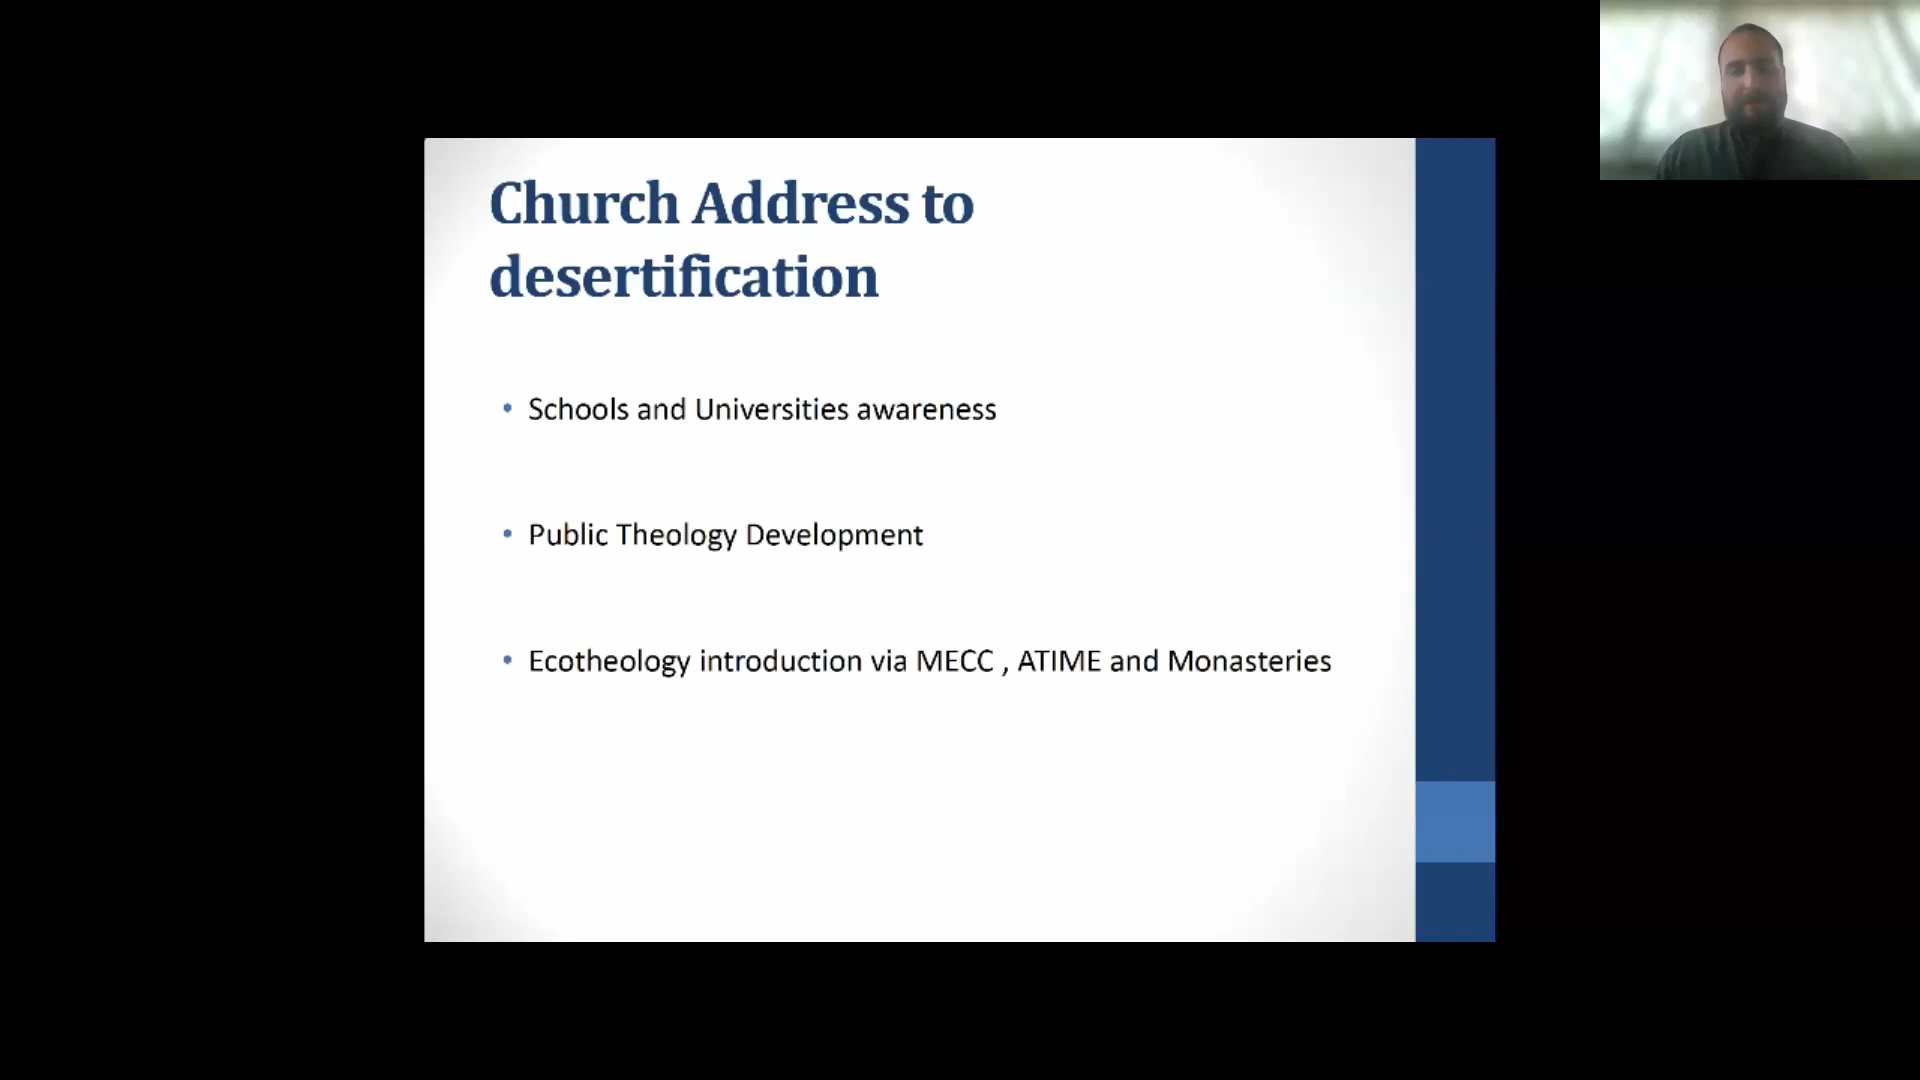 Church Address to
desertification
• Schools and Universities awareness
• Public Theology Development
• Ecotheology introduction via MECC , ATIME and Monasteries